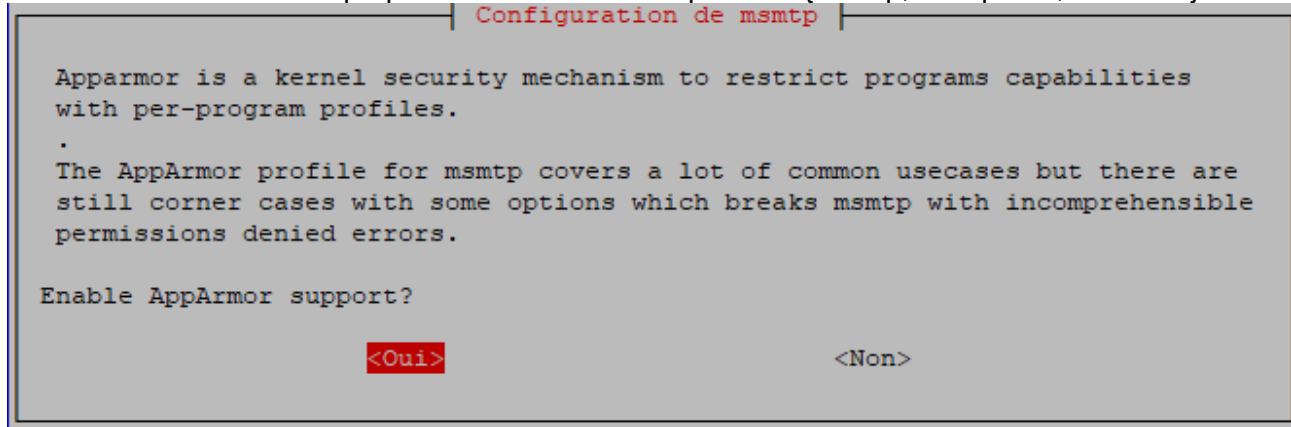 Configuration de msmtp
Apparmor is a kernel security mechanism to restrict programs capabilities
with per-program profiles.
.
The AppArmor profile for msmtp covers a lot of common usecases but there are
still corner cases with some options which breaks msmtp with incomprehensible
permissions denied errors.
Enable AppArmor support?
<Oui> <Non>